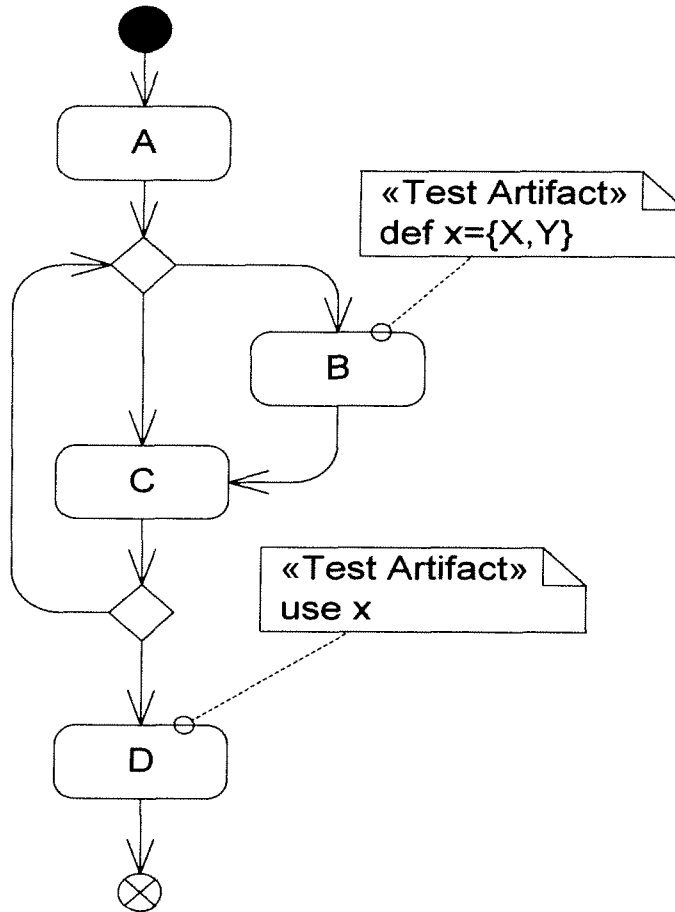 A
«Test Artifact»
def x={X,Y}
B
C
«Test Artifact»
use x
D